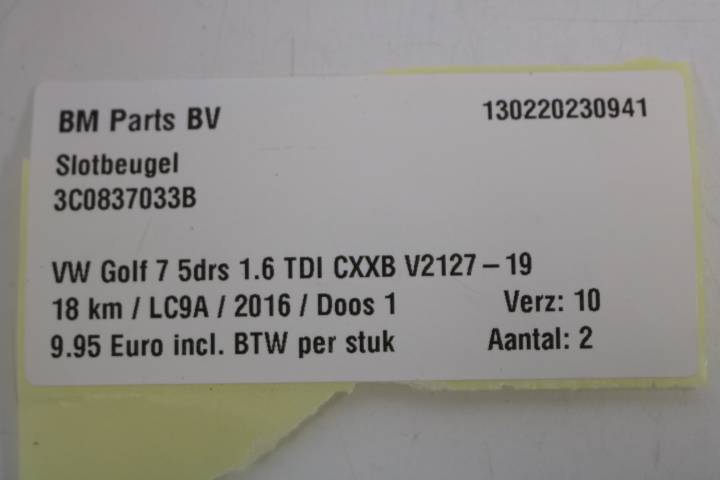 BM Parts BV 130220230941
Slotbeugel
3C0837033B
VW Golf 7 5drs 1.6 TDI CXXB V2127-19
18 km / LC9A / 2016 / Doos 1 Verz: 10
9.95 Euro incl. BTW per stuk Aantal: 2